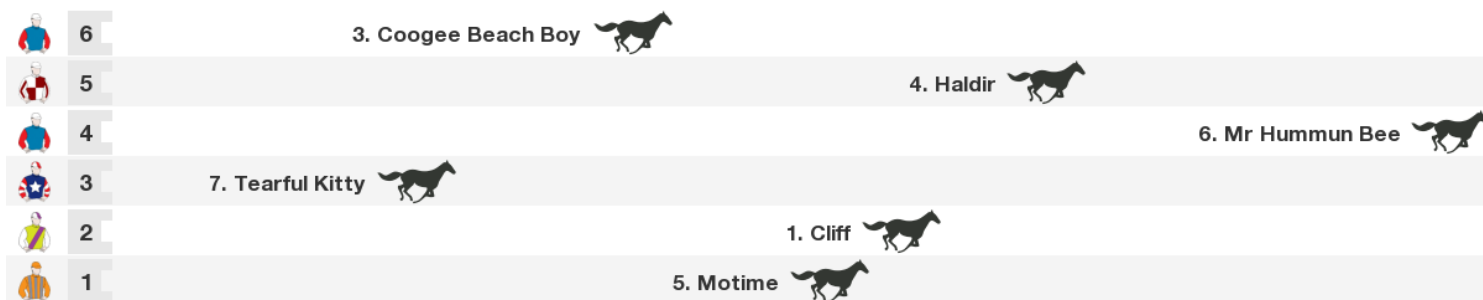 6 3. Coogee Beach Boy
5 4. Haldir
4 6. Mr Hummun Bee
3 7. Tearful Kitty
2 1. Cliff
1 5. Motime